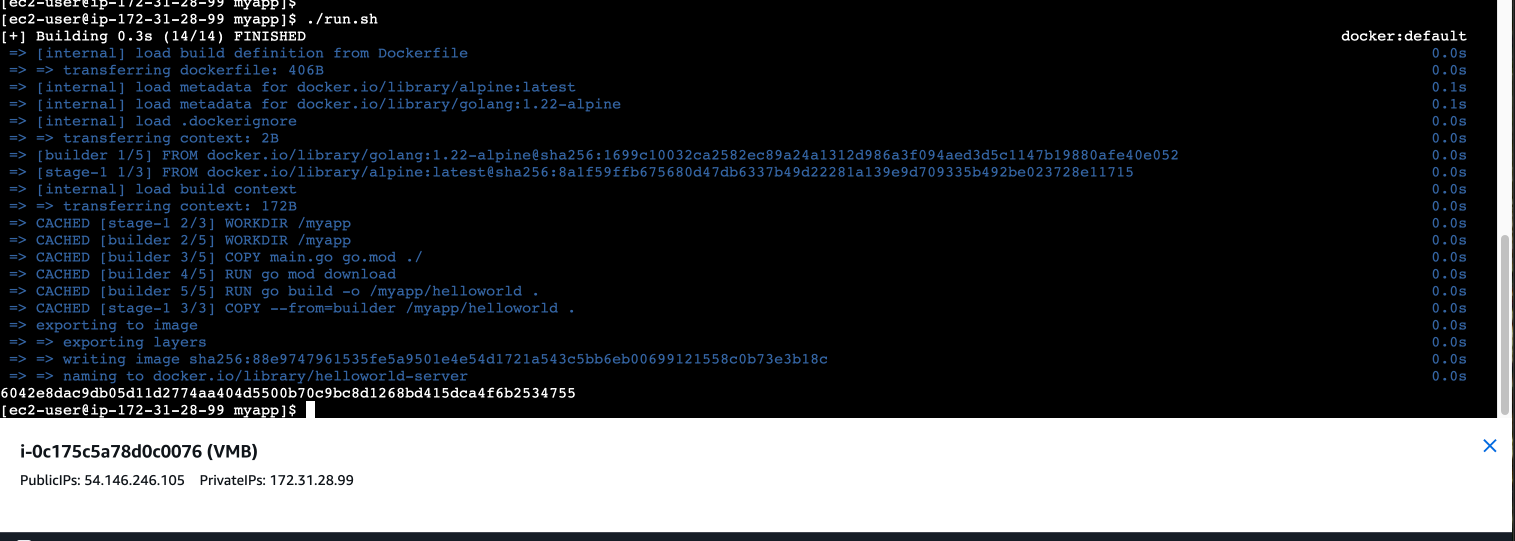 [ec2-user@ip-172-31-28-99 myapp]$
[ec2-user@ip-172-31-28-99 myapp]$ ./run.sh
[+] Building 0.3s (14/14) FINISHED docker:default
=> [internal] load build definition from Dockerfile 0.0s
=> => transferring dockerfile: 406B 0.0s
=> [internal] load metadata for docker.io/library/alpine:latest 0.1s
=> [internal] load metadata for docker.io/library/golang:1.22-alpine 0.1s
=> [internal] load .dockerignore 0.0s
=> => transferring context: 2B 0.0s
=> [builder 1/5] FROM docker.io/library/golang:1.22-alpine@sha256:1699c10032ca2582ec89a24a1312d986a3f094aed3d5c1147b19880afe40e052 0.0s
=> [stage-1 1/3] FROM docker.io/library/alpine:latest@sha256:8a1f59ffb675680d47db6337b49d22281a139e9d709335b492be023728e11715 0.0s
=> [internal] load build context 0.0s
=> => transferring context: 172B 0.0s
=> CACHED [stage-1 2/3] WORKDIR /myapp 0.0s
=> CACHED [builder 2/5] WORKDIR /myapp 0.0s
=> CACHED [builder 3/5] COPY main.go go.mod ./ 0.0s
=> CACHED [builder 4/5] RUN go mod download 0.0s
=> CACHED [builder 5/5] RUN go build -o /myapp/helloworld . 0.0s
=> CACHED [stage-1 3/3] COPY --from=builder /myapp/helloworld . 0.0s
=> exporting to image 0.0s
=> => exporting layers 0.0s
=> => writing image sha256:88e9747961535fe5a9501e4e54d1721a543c5bb6eb00699121558c0b73e3b18c 0.0s
=> => naming to docker.io/library/helloworld-server 0.0s
6042e8dac9db05d11d2774aa404d5500b70c9bc8d1268bd415dca4f6b2534755
[ec2-user@ip-172-31-28-99 myapp]$
i-0c175c5a78d0c0076 (VMB)
PublicIPs: 54.146.246.105 PrivateIPs: 172.31.28.99